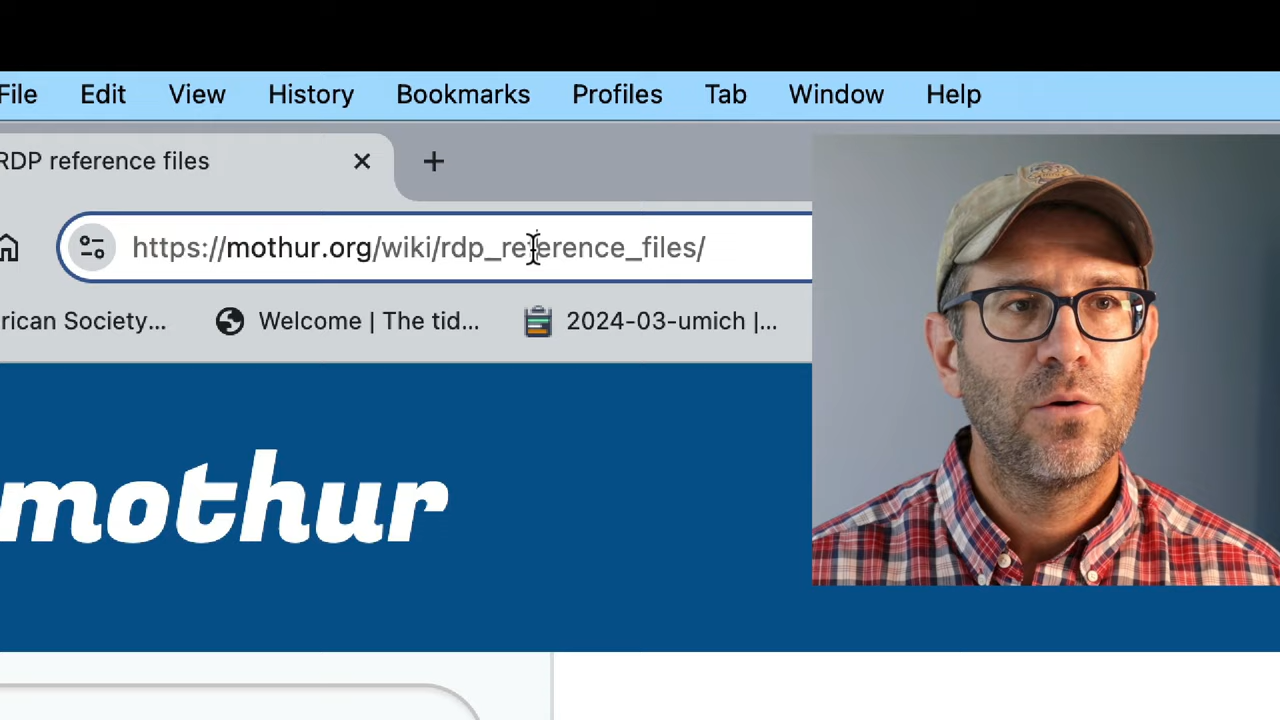 File Edit View History Bookmarks Profiles Tab Window Help
RDP reference files
https://mothur.org/wiki/rdp_reference_files/
rican Society... Welcome | The tid... 2024-03-umich |...
mothur